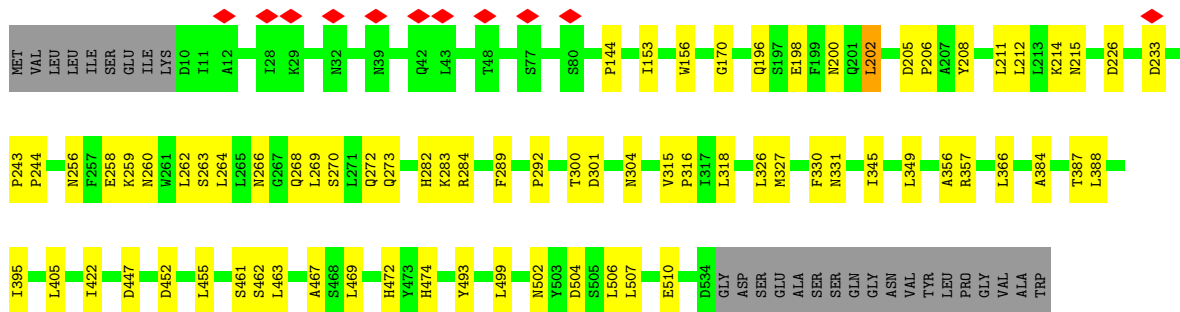 MET VAL LEU LEU ILE SER GLU ILE LYS D10 I11 A12 I28 K29 N32 N39 Q42 L43 T48 S77 S80 P144 I153 W156 G170 Q196 S197 E198 F199 N200 Q201 L202 D205 P206 A207 Y208 L211 L212 L213 K214 N215 D226 D233
P243 P244 N256 F257 E258 K259 N260 W261 L262 S263 L264 L265 N266 G267 Q268 L269 S270 L271 Q272 Q273 H282 K283 R284 F289 P292 T300 D301 N304 V315 P316 I317 L318 L326 M327 F330 N331 I345 L349 A356 R357 L366 A384 T387 L388
I395 L405 I422 D447 D452 L455 S461 S462 L463 A467 S468 L469 H472 Y473 H474 Y493 L499 N502 Y503 D504 S505 L506 L507 E510 D534 GLY ASP SER GLU ALA SER SER GLN GLY ASN VAL TYR LEU PRO GLY VAL ALA TRP